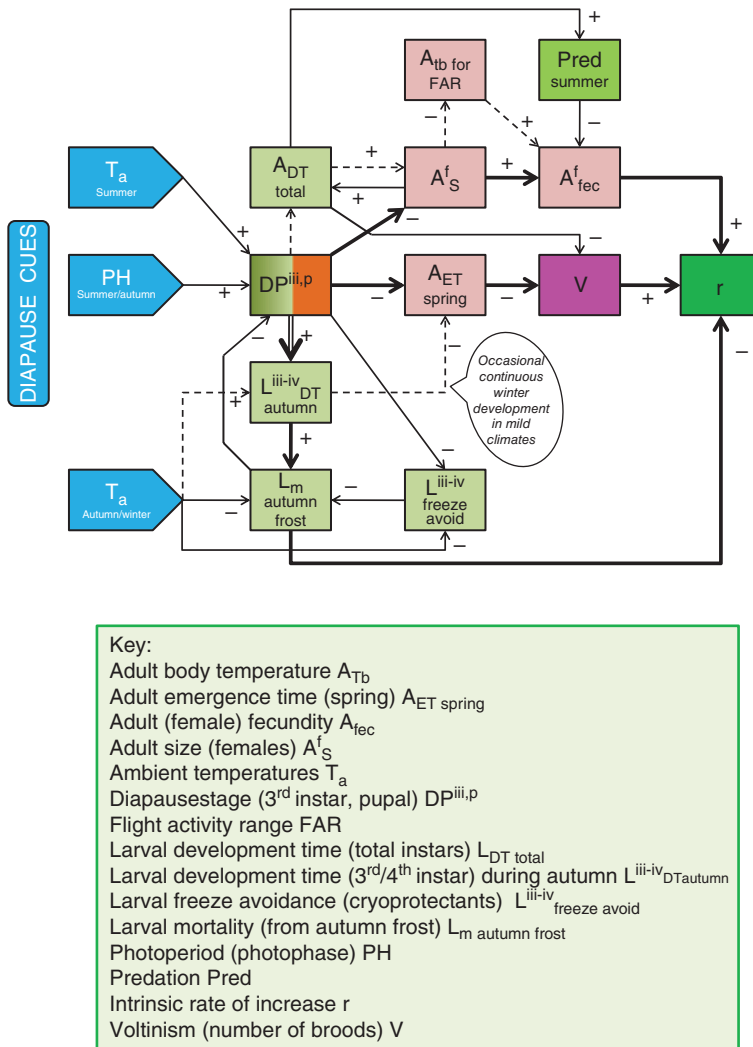 A_tb for
FAR
Pred
summer
T_a
Summer
A_DT
total
A^f_S
A^f_fec
DIAPAUSE CUES
PH
Summer/autumn
DP^iii,p
A_ET
spring
V
r
L^iii-iv_DT
autumn
Occasional
continuous
winter
development
in mild
climates
T_a
Autumn/winter
L_m
autumn
frost
L^iii-iv
freeze
avoid
+
+
–
–
+
+
+
–
+
+
–
+
–
–
–
+
–
+
–
–
+
+
–
–
–
–
Key:
Adult body temperature A_Tb
Adult emergence time (spring) A_ET spring
Adult (female) fecundity A_fec
Adult size (females) A^f_S
Ambient temperatures T_a
Diapausestage (3^rd instar, pupal) DP^iii,p
Flight activity range FAR
Larval development time (total instars) L_DT total
Larval development time (3^rd/4^th instar) during autumn L^iii-iv_DTautumn
Larval freeze avoidance (cryoprotectants) L^iii-iv_freeze avoid
Larval mortality (from autumn frost) L_m autumn frost
Photoperiod (photophase) PH
Predation Pred
Intrinsic rate of increase r
Voltinism (number of broods) V